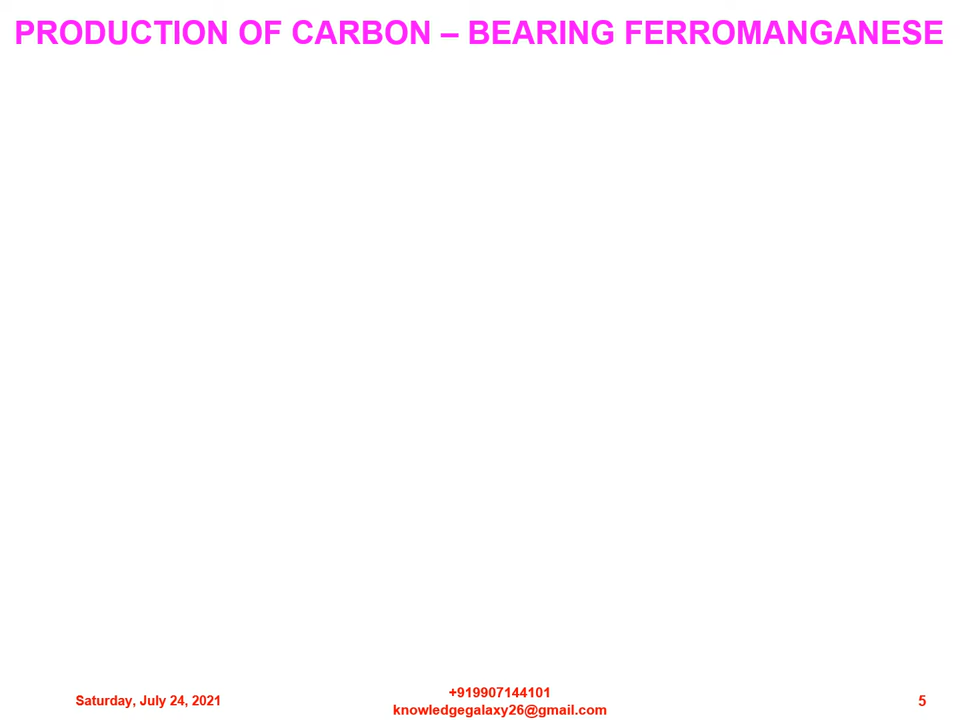 PRODUCTION OF CARBON – BEARING FERROMANGANESE
Saturday, July 24, 2021
+919907144101
knowledgegalaxy26@gmail.com
5